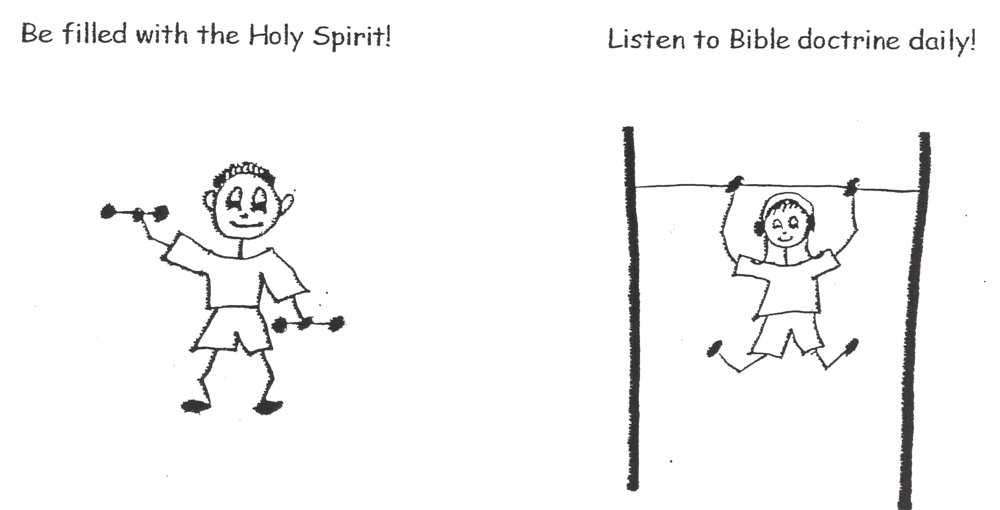 Be filled with the Holy Spirit!
Listen to Bible doctrine daily!